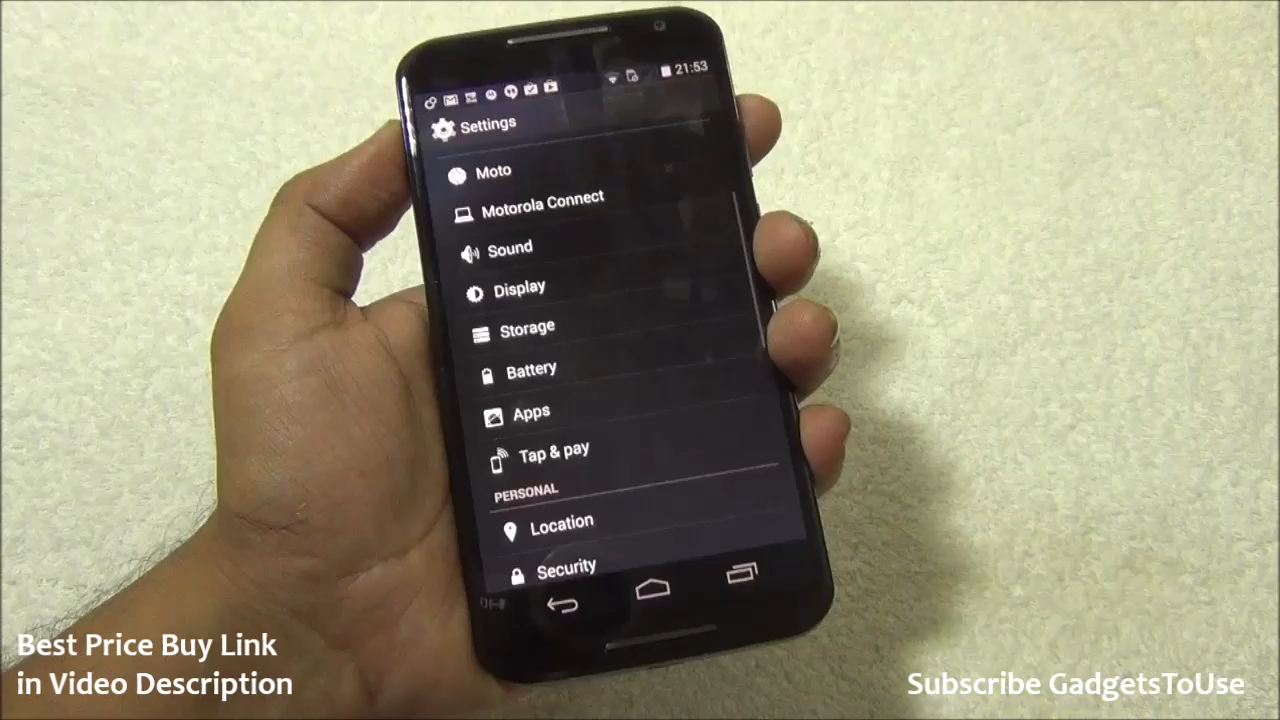 21:53
Settings
Moto
Motorola Connect
Sound
Display
Storage
Battery
Apps
Tap & pay
PERSONAL
Location
Security
Best Price Buy Link
in Video Description
Subscribe GadgetsToUse